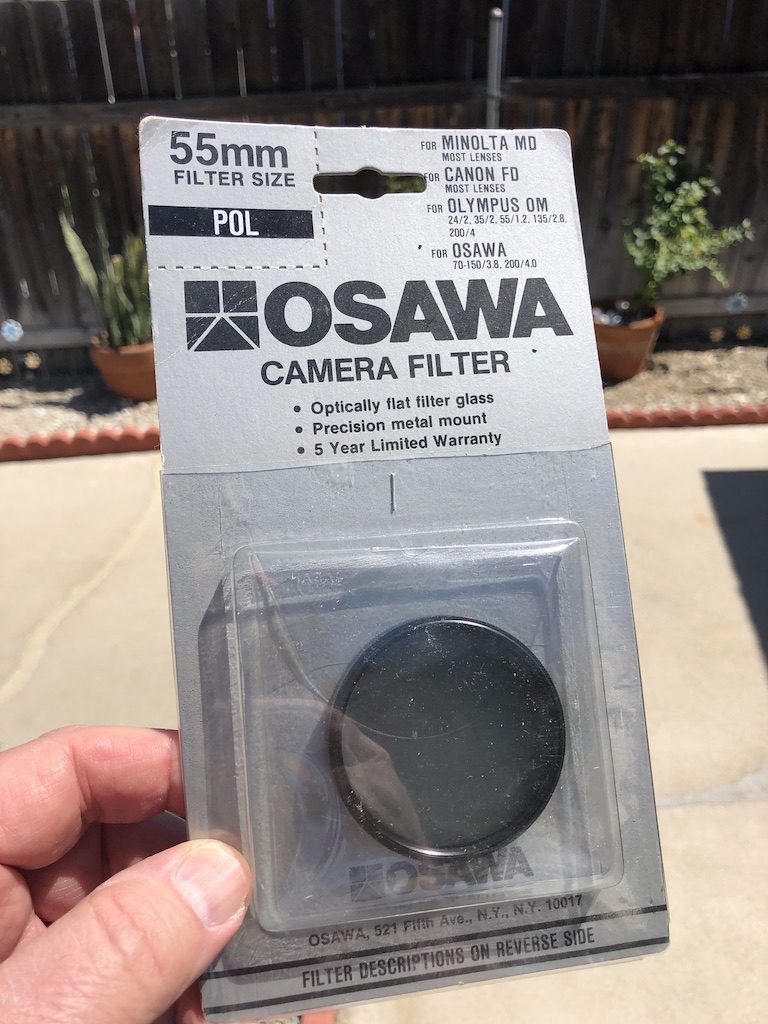 55mm
FILTER SIZE
POL
FOR MINOLTA MD
MOST LENSES
FOR CANON FD
MOST LENSES
FOR OLYMPUS OM
24/2, 35/2, 55/1.2, 135/2.8,
200/4
FOR OSAWA
70-150/3.8, 200/4.0
OSAWA
CAMERA FILTER
• Optically flat filter glass
• Precision metal mount
• 5 Year Limited Warranty
OSAWA
OSAWA, 521 Fifth Ave., N.Y., N.Y. 10017
FILTER DESCRIPTIONS ON REVERSE SIDE